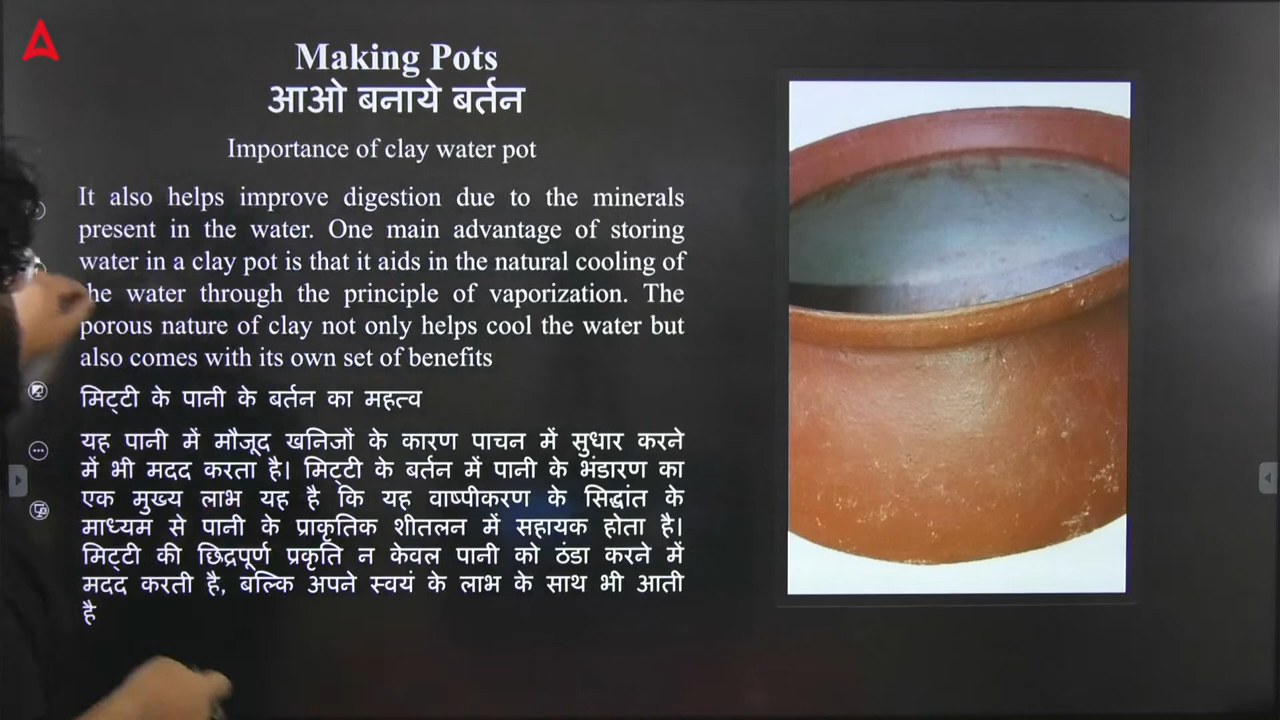 Making Pots
आओ बनाये बर्तन
Importance of clay water pot
It also helps improve digestion due to the minerals
present in the water. One main advantage of storing
water in a clay pot is that it aids in the natural cooling of
he water through the principle of vaporization. The
porous nature of clay not only helps cool the water but
also comes with its own set of benefits
मिट्टी के पानी के बर्तन का महत्व
यह पानी में मौजूद खनिजों के कारण पाचन में सुधार करने
में भी मदद करता है। मिट्टी के बर्तन में पानी के भंडारण का
एक मुख्य लाभ यह है कि यह वाष्पीकरण के सिद्धांत के
माध्यम से पानी के प्राकृतिक शीतलन में सहायक होता है।
मिट्टी की छिद्रपूर्ण प्रकृति न केवल पानी को ठंडा करने में
मदद करती है, बल्कि अपने स्वयं के लाभ के साथ भी आती
है